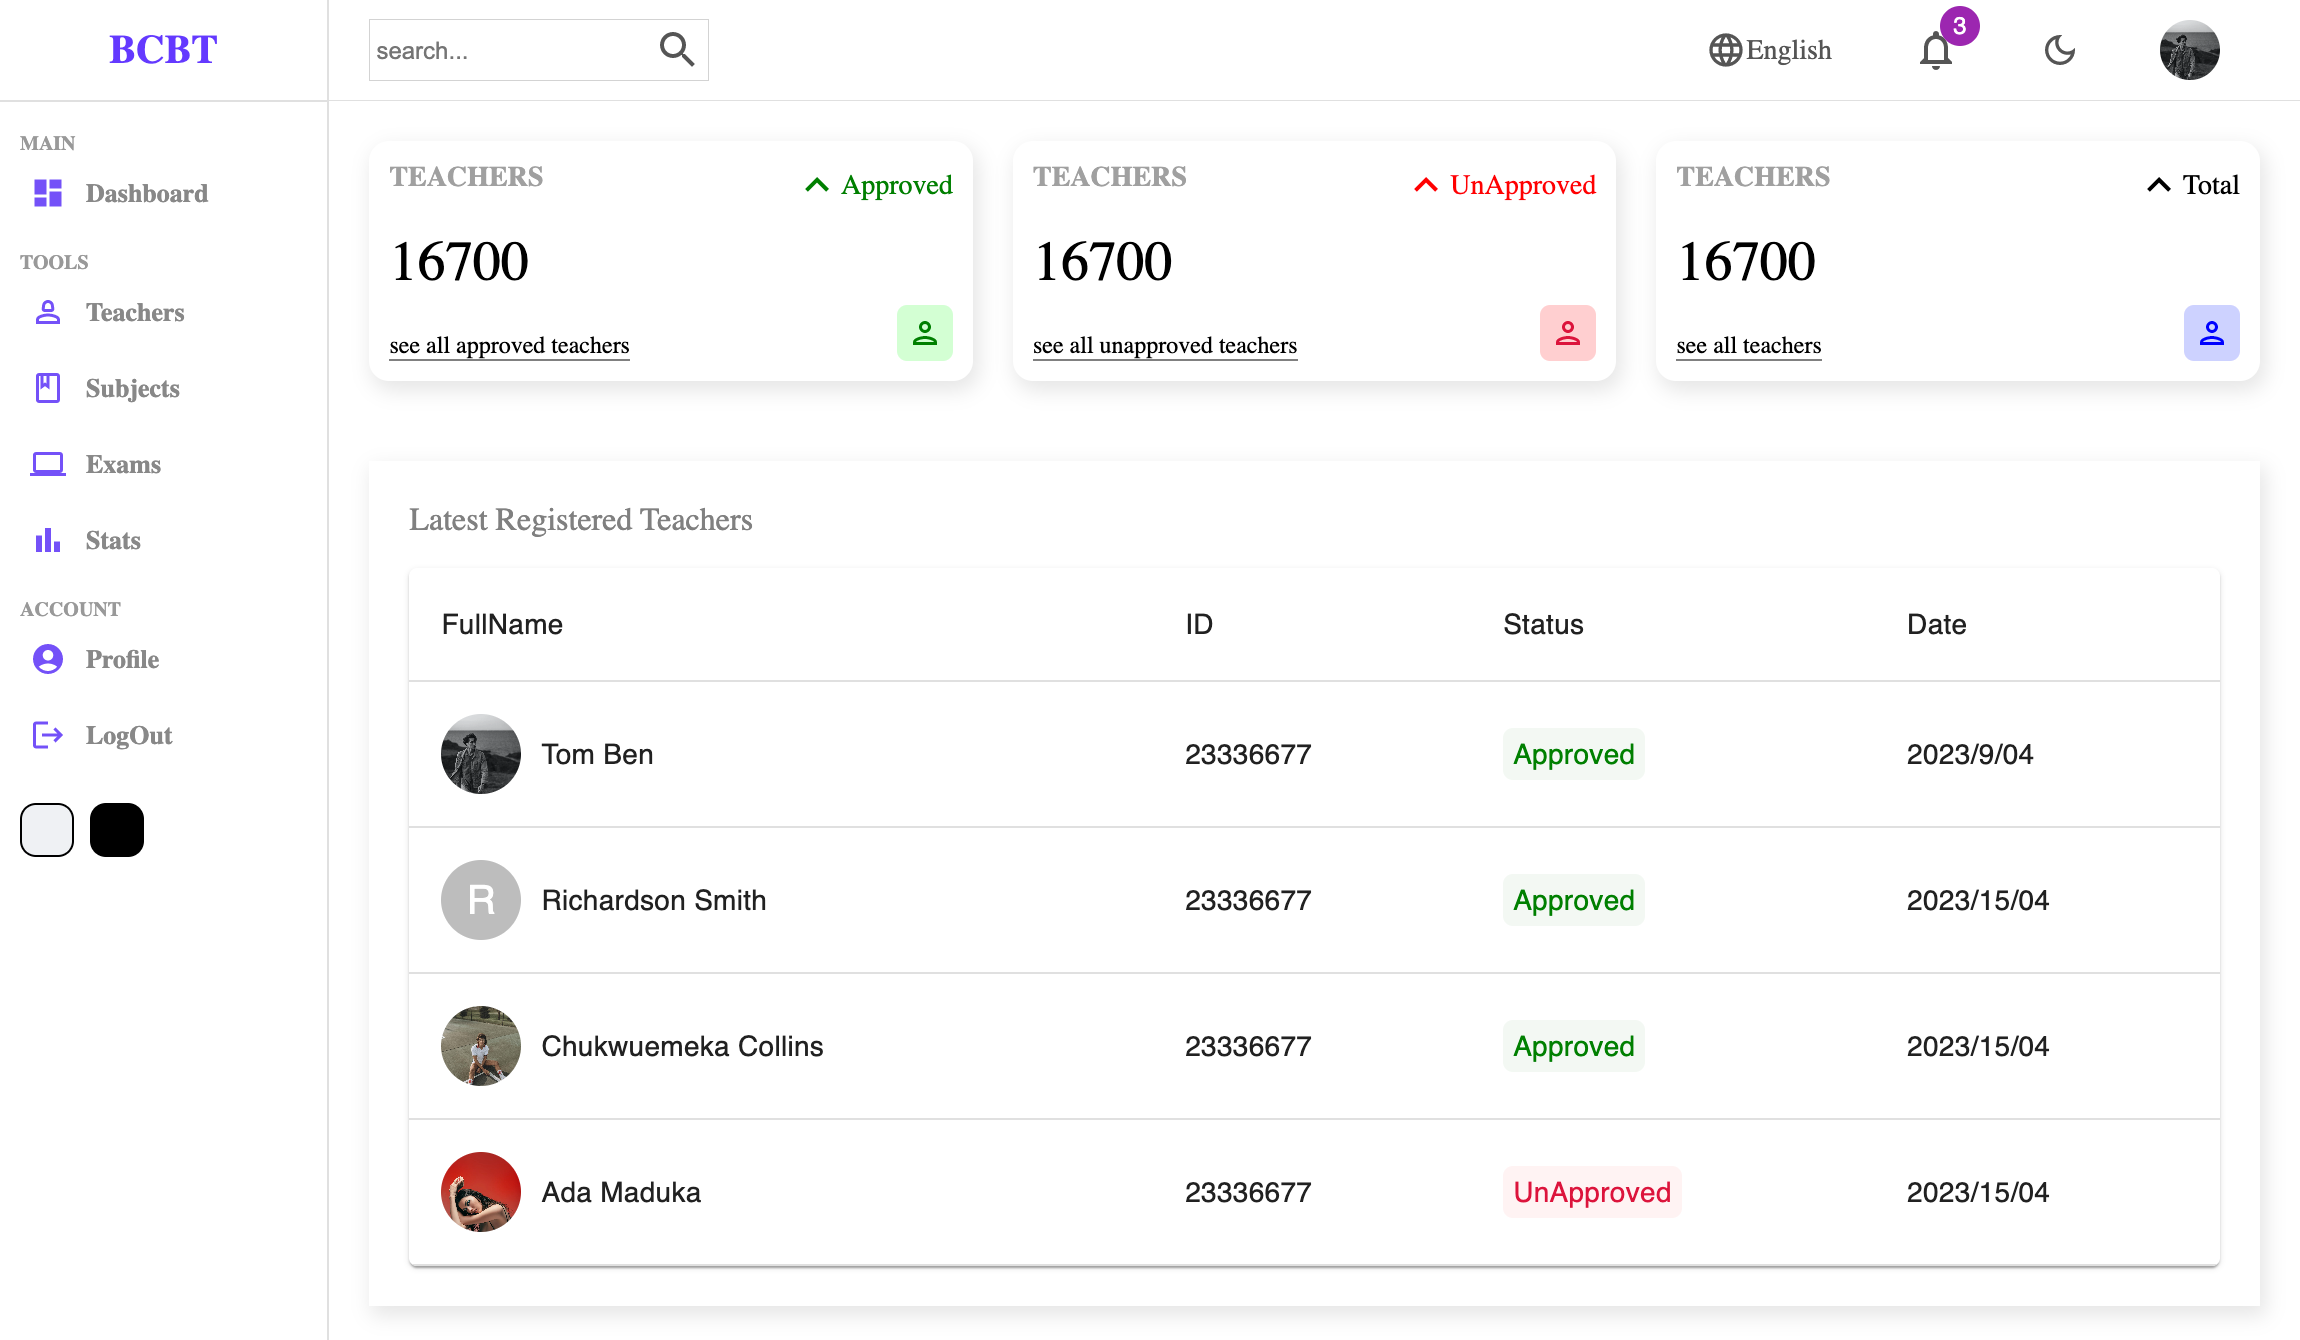 BCBT
search...
English
3
MAIN
Dashboard
TOOLS
Teachers
Subjects
Exams
Stats
ACCOUNT
Profile
LogOut
TEACHERS
Approved
16700
see all approved teachers
TEACHERS
UnApproved
16700
see all unapproved teachers
TEACHERS
Total
16700
see all teachers
Latest Registered Teachers
FullName ID Status Date
Tom Ben 23336677 Approved 2023/9/04
R Richardson Smith 23336677 Approved 2023/15/04
Chukwuemeka Collins 23336677 Approved 2023/15/04
Ada Maduka 23336677 UnApproved 2023/15/04